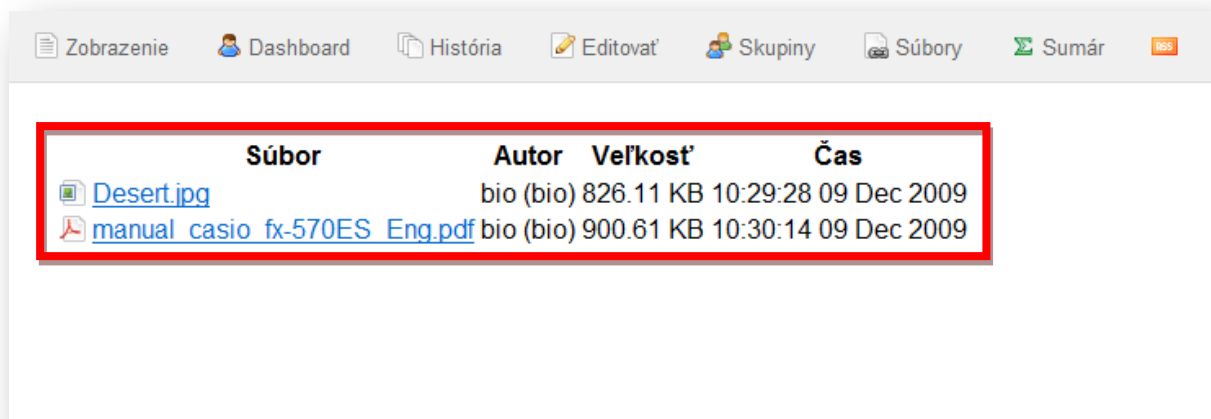 Zobrazenie Dashboard História Editovať Skupiny Súbory Sumár RSS
Súbor Autor Veľkosť Čas
Desert.jpg bio (bio) 826.11 KB 10:29:28 09 Dec 2009
manual_casio_fx-570ES_Eng.pdf bio (bio) 900.61 KB 10:30:14 09 Dec 2009